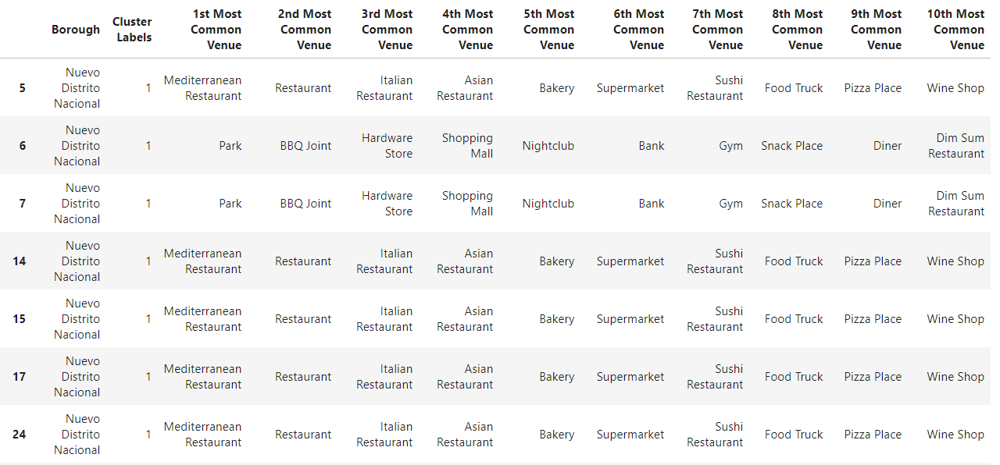 Borough Cluster Labels 1st Most Common Venue 2nd Most Common Venue 3rd Most Common Venue 4th Most Common Venue 5th Most Common Venue 6th Most Common Venue 7th Most Common Venue 8th Most Common Venue 9th Most Common Venue 10th Most Common Venue
5 Nuevo Distrito Nacional 1 Mediterranean Restaurant Restaurant Italian Restaurant Asian Restaurant Bakery Supermarket Sushi Restaurant Food Truck Pizza Place Wine Shop
6 Nuevo Distrito Nacional 1 Park BBQ Joint Hardware Store Shopping Mall Nightclub Bank Gym Snack Place Diner Dim Sum Restaurant
7 Nuevo Distrito Nacional 1 Park BBQ Joint Hardware Store Shopping Mall Nightclub Bank Gym Snack Place Diner Dim Sum Restaurant
14 Nuevo Distrito Nacional 1 Mediterranean Restaurant Restaurant Italian Restaurant Asian Restaurant Bakery Supermarket Sushi Restaurant Food Truck Pizza Place Wine Shop
15 Nuevo Distrito Nacional 1 Mediterranean Restaurant Restaurant Italian Restaurant Asian Restaurant Bakery Supermarket Sushi Restaurant Food Truck Pizza Place Wine Shop
17 Nuevo Distrito Nacional 1 Mediterranean Restaurant Restaurant Italian Restaurant Asian Restaurant Bakery Supermarket Sushi Restaurant Food Truck Pizza Place Wine Shop
24 Nuevo Distrito Nacional 1 Mediterranean Restaurant Restaurant Italian Restaurant Asian Restaurant Bakery Supermarket Sushi Restaurant Food Truck Pizza Place Wine Shop